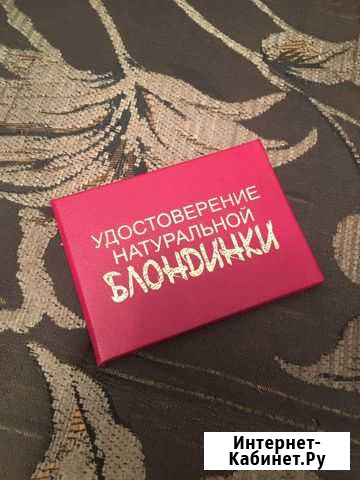 УДОСТОВЕРЕНИЕ
НАТУРАЛЬНОЙ
БЛОНДИНКИ
Интернет-
Кабинет.Ру